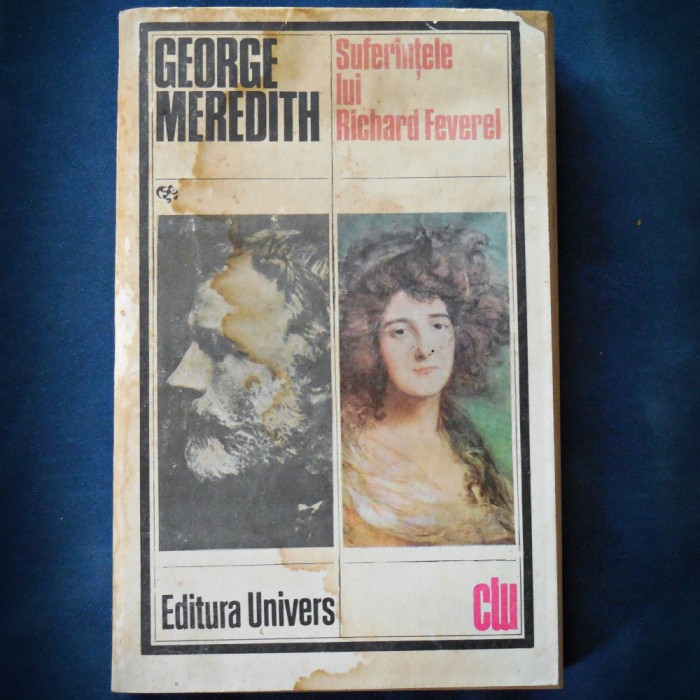 GEORGE
MEREDITH
Suferințele
lui
Richard Feverel
Editura Univers
clu